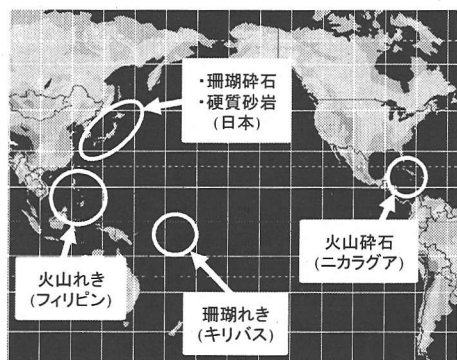 ・珊瑚砕石
・硬質砂岩
(日本)
火山れき
(フィリピン)
珊瑚れき
(キリバス)
火山砕石
(ニカラグア)